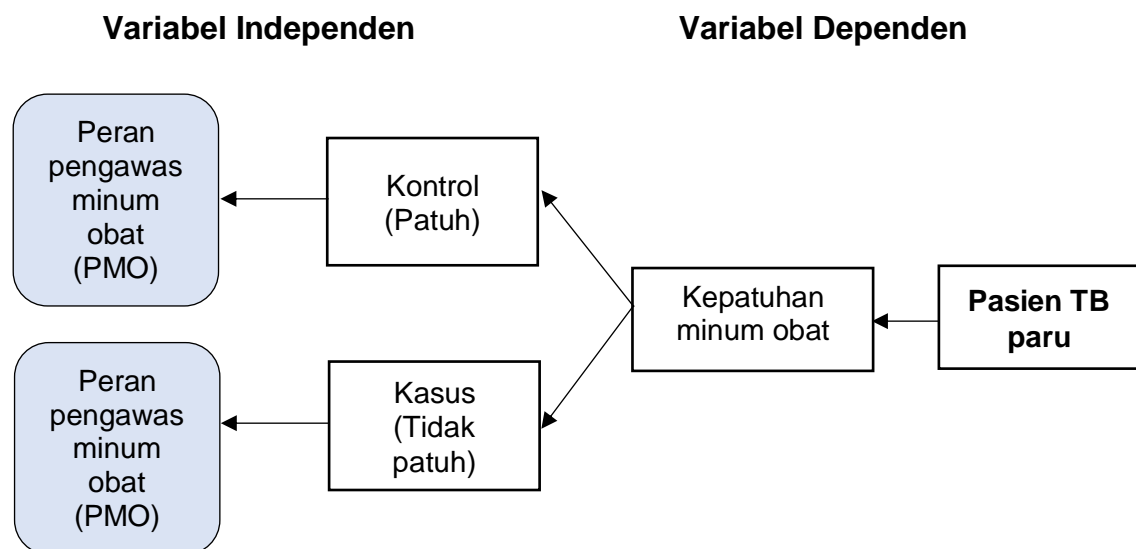 Variabel Independen
Variabel Dependen
Peran
pengawas
minum
obat
(PMO)
Kontrol
(Patuh)
Kepatuhan
minum obat
Pasien TB
paru
Peran
pengawas
minum
obat
(PMO)
Kasus
(Tidak
patuh)